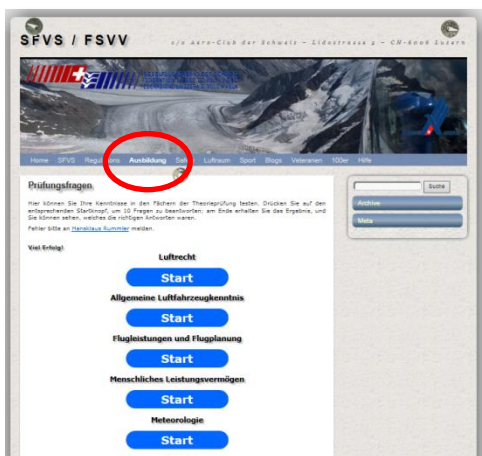 SFVS / FSVV
c/o Aero-Club der Schweiz - Lidostrasse 5 - CH-6006 Luzern
Home SFVS Ausbildung Luftraum Sport Blogs Veteranen 100er Hilfe
Prüfungsfragen
Suche
Archive
Meta
Hier können Sie Ihre Kenntnisse in den Fächern der Theorieprüfung testen. Drücken Sie auf den
entsprechenden Startknopf, um 10 Fragen zu beantworten; am Ende erhalten Sie das Ergebnis, und
Sie können sehen, welches die richtigen Antworten waren.
Fehler bitte an Hansklaus Rummler melden.
Viel Erfolg!
Luftrecht
Start
Allgemeine Luftfahrzeugkenntnis
Start
Flugleistungen und Flugplanung
Start
Menschliches Leistungsvermögen
Start
Meteorologie
Start